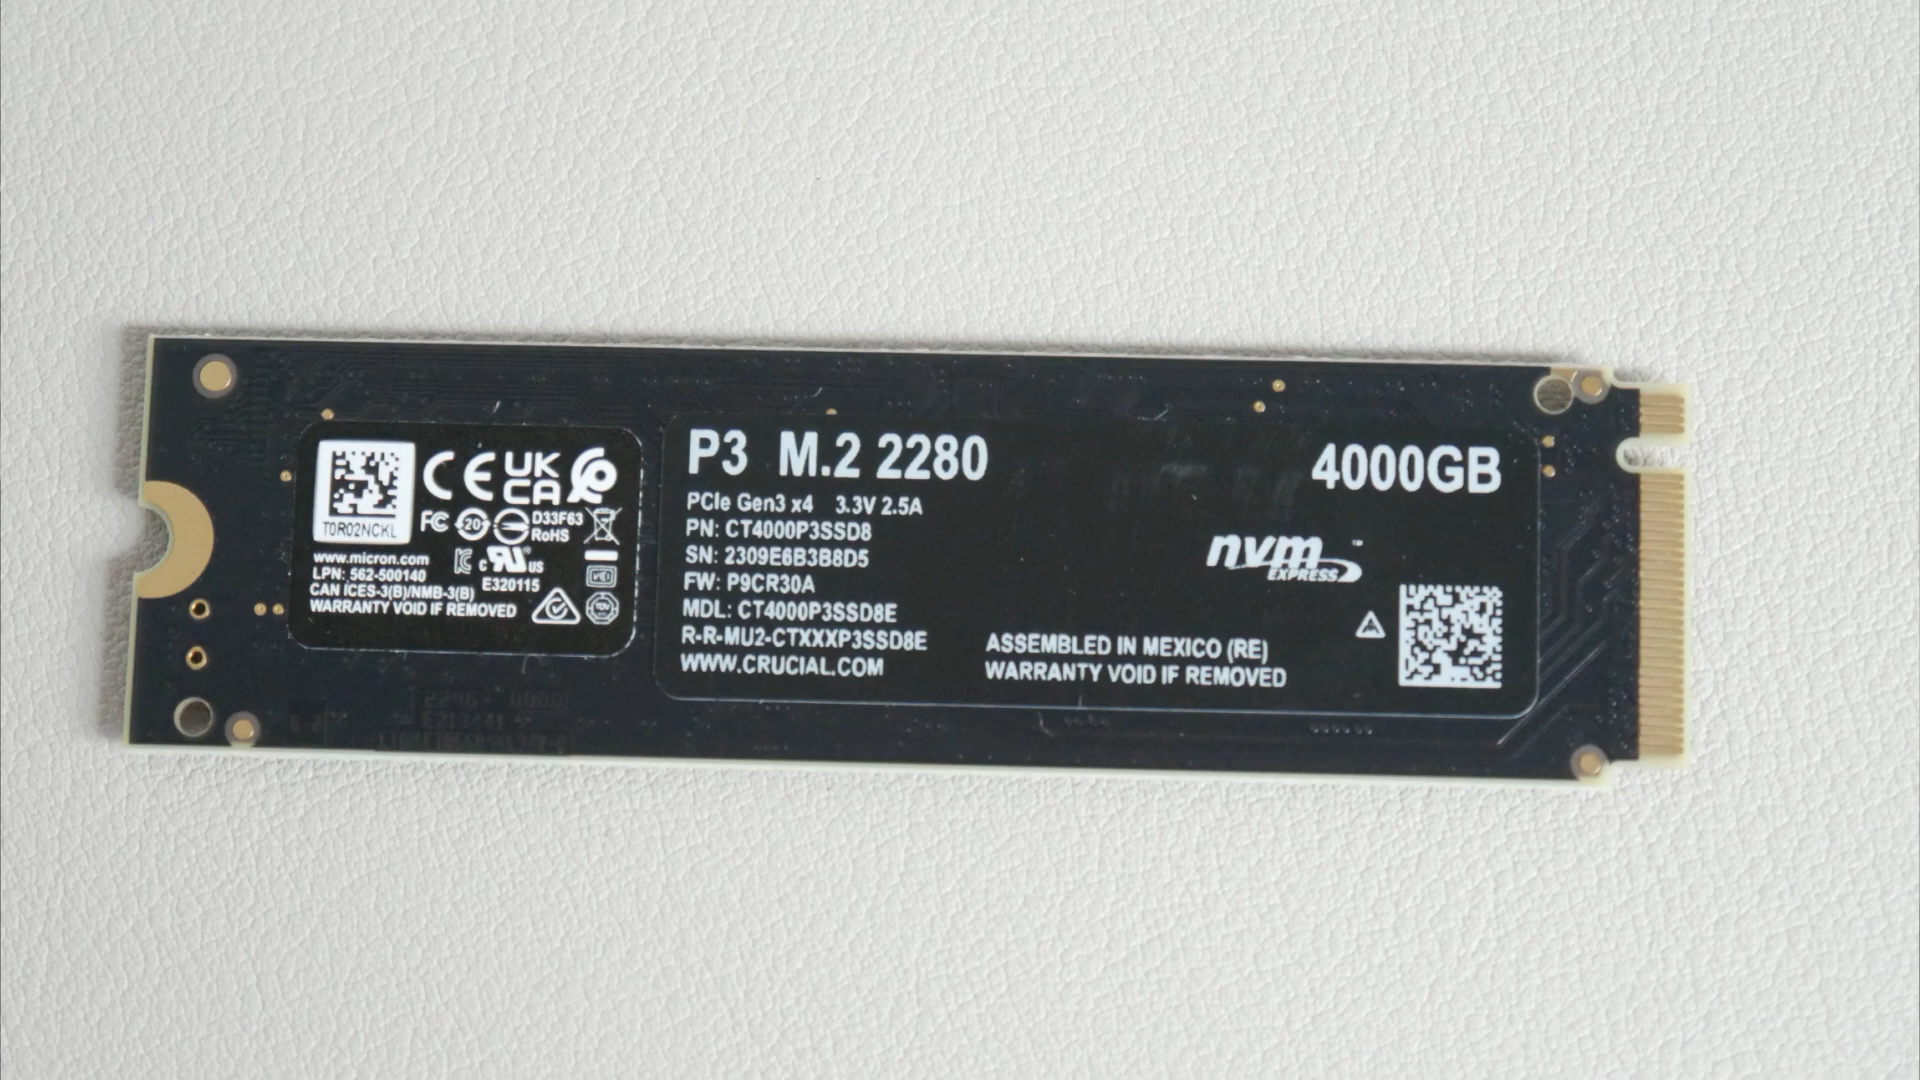 T0R02NCKL
CE UK CA
FC 20 D33F63
RoHS
www.micron.com
c UR US
LPN: 562-500140
E320115
CAN ICES-3(B)/NMB-3(B)
WARRANTY VOID IF REMOVED
P3 M.2 2280
4000GB
PCIe Gen3 x4 3.3V 2.5A
PN: CT4000P3SSD8
SN: 2309E6B3B8D5
FW: P9CR30A
MDL: CT4000P3SSD8E
R-R-MU2-CTXXXP3SSD8E
WWW.CRUCIAL.COM
nvm
EXPRESS
ASSEMBLED IN MEXICO (RE)
WARRANTY VOID IF REMOVED